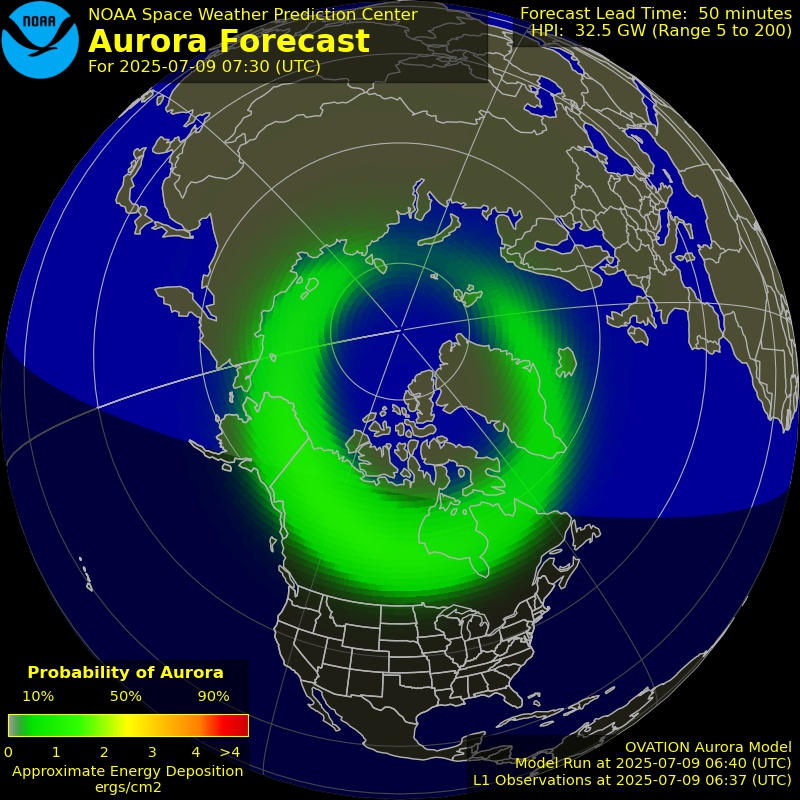 NOAA
NOAA Space Weather Prediction Center
Aurora Forecast
For 2025-07-09 07:30 (UTC)
Forecast Lead Time: 50 minutes
HPI: 32.5 GW (Range 5 to 200)
Probability of Aurora
10% 50% 90%
0 1 2 3 4 >4
Approximate Energy Deposition
ergs/cm2
OVATION Aurora Model
Model Run at 2025-07-09 06:40 (UTC)
L1 Observations at 2025-07-09 06:37 (UTC)